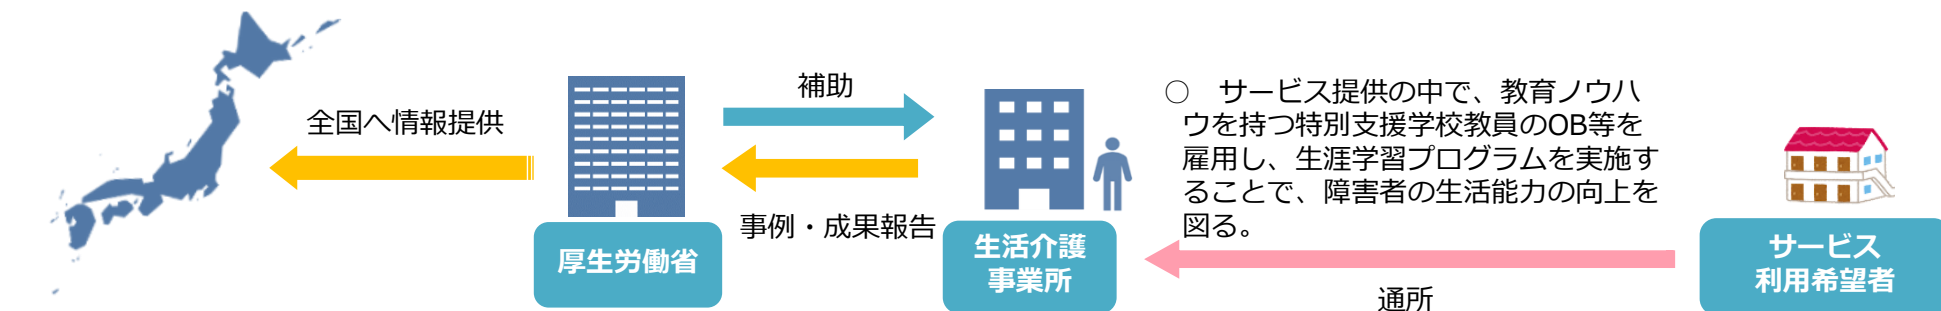 全国へ情報提供
補助
事例・成果報告
厚生労働省
生活介護
事業所
○　サービス提供の中で、教育ノウハ
ウを持つ特別支援学校教員のOB等を
雇用し、生涯学習プログラムを実施す
ることで、障害者の生活能力の向上を
図る。
通所
サービス
利用希望者